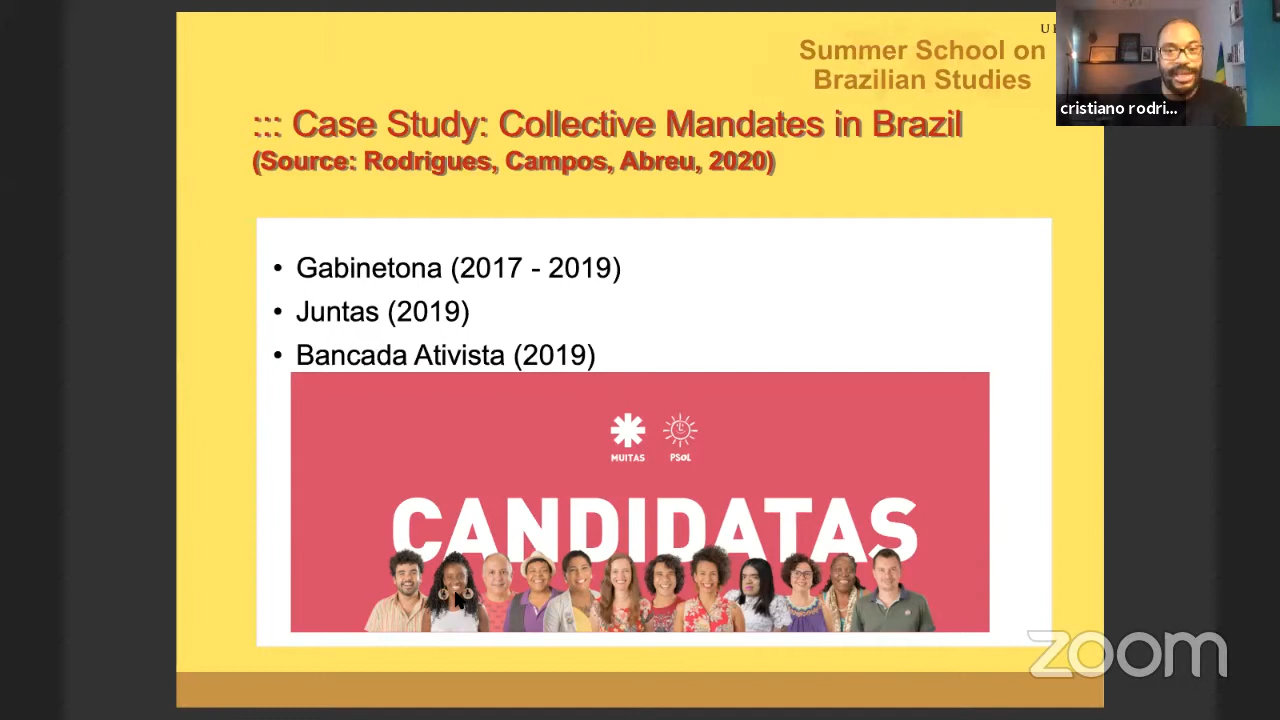 U
Summer School on
Brazilian Studies
cristiano rodri...
::: Case Study: Collective Mandates in Brazil
(Source: Rodrigues, Campos, Abreu, 2020)
• Gabinetona (2017 - 2019)
• Juntas (2019)
• Bancada Ativista (2019)
MUITAS PSOL
CANDIDATAS
zoom